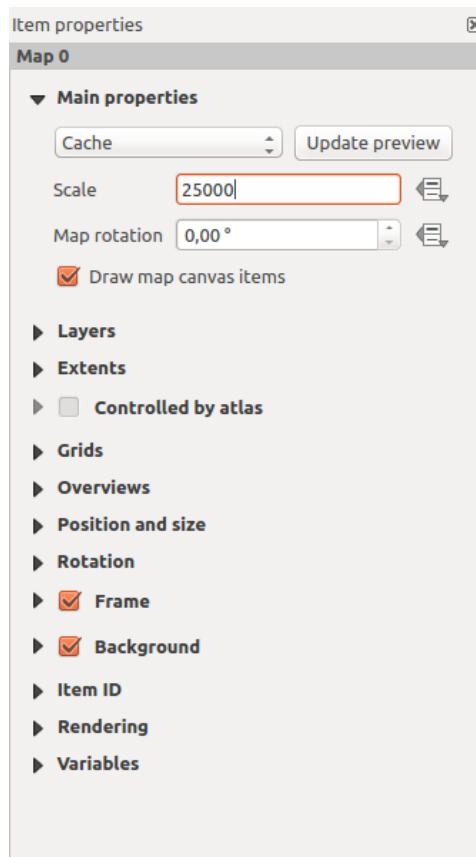 Item properties
Map 0
Main properties
Cache Update preview
Scale 25000
Map rotation 0,00 °
Draw map canvas items
Layers
Extents
Controlled by atlas
Grids
Overviews
Position and size
Rotation
Frame
Background
Item ID
Rendering
Variables